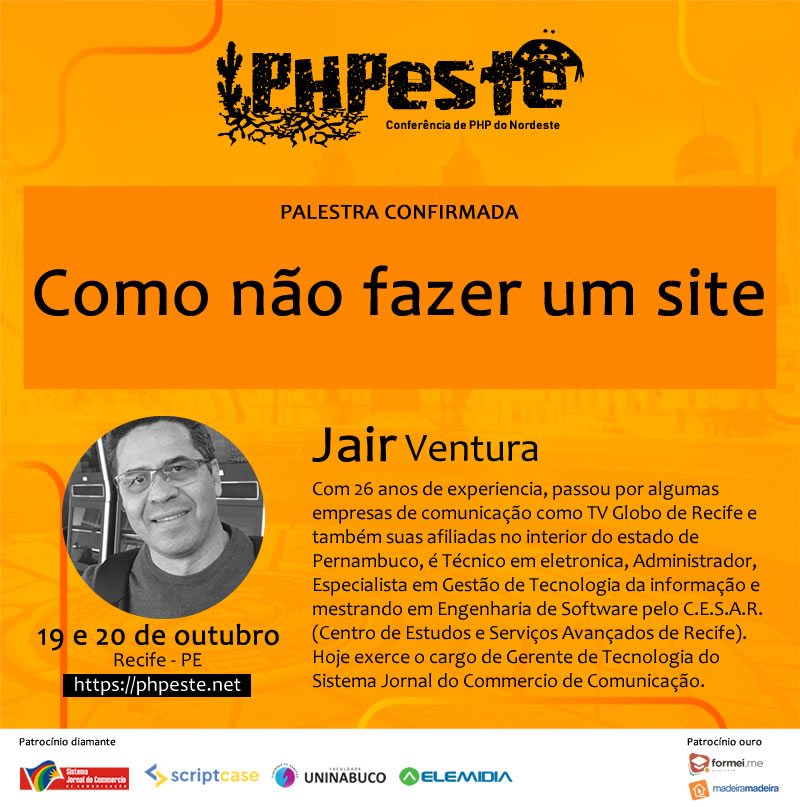 PHPeste
Conferência de PHP do Nordeste
PALESTRA CONFIRMADA
Como não fazer um site
Jair Ventura
Com 26 anos de experiencia, passou por algumas
empresas de comunicação como TV Globo de Recife e
também suas afiliadas no interior do estado de
Pernambuco, é Técnico em eletronica, Administrador,
Especialista em Gestão de Tecnologia da informação e
mestrando em Engenharia de Software pelo C.E.S.A.R.
(Centro de Estudos e Serviços Avançados de Recife).
Hoje exerce o cargo de Gerente de Tecnologia do
Sistema Jornal do Commercio de Comunicação.
19 e 20 de outubro
Recife - PE
https://phpeste.net
Patrocínio diamante
Sistema
Jornal do Commercio
DE COMUNICAÇÃO
scriptcase
FACULDADE
UNINABUCO
ELEMIDIA
Patrocínio ouro
formei.me
madeiramadeira